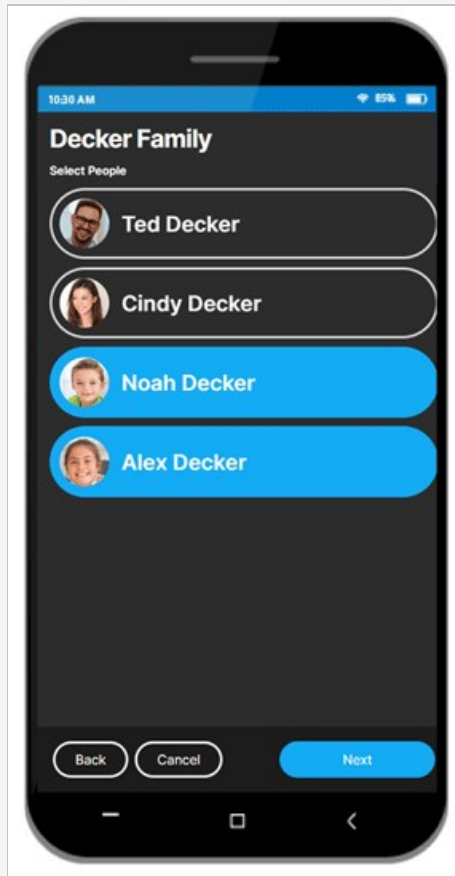 10:30 AM 85%
Decker Family
Select People
Ted Decker
Cindy Decker
Noah Decker
Alex Decker
Back Cancel Next